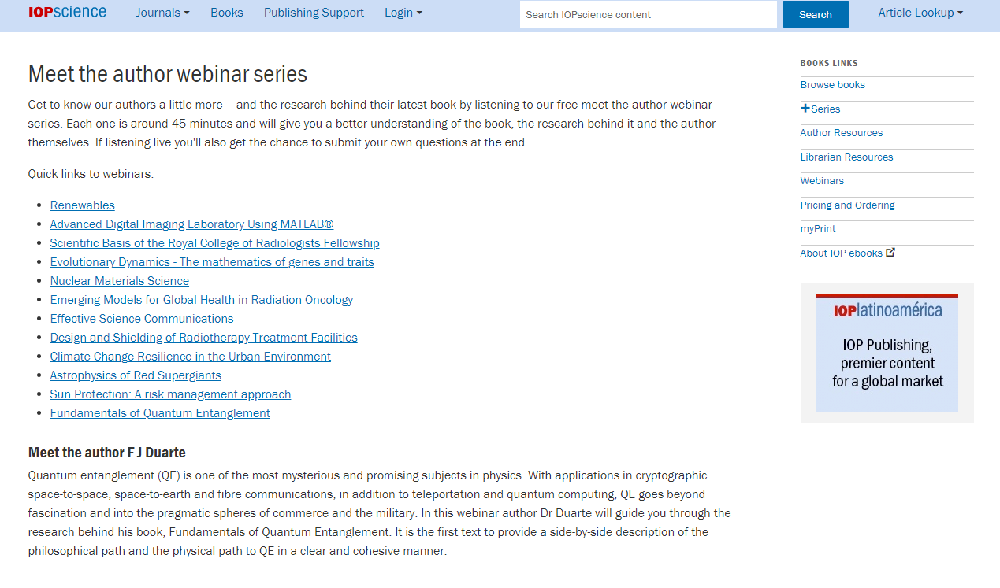 IOPscience Journals Books Publishing Support Login Search IOPscience content Search Article Lookup
Meet the author webinar series
Get to know our authors a little more – and the research behind their latest book by listening to our free meet the author webinar
series. Each one is around 45 minutes and will give you a better understanding of the book, the research behind it and the author
themselves. If listening live you'll also get the chance to submit your own questions at the end.
Quick links to webinars:
Renewables
Advanced Digital Imaging Laboratory Using MATLAB®
Scientific Basis of the Royal College of Radiologists Fellowship
Evolutionary Dynamics - The mathematics of genes and traits
Nuclear Materials Science
Emerging Models for Global Health in Radiation Oncology
Effective Science Communications
Design and Shielding of Radiotherapy Treatment Facilities
Climate Change Resilience in the Urban Environment
Astrophysics of Red Supergiants
Sun Protection: A risk management approach
Fundamentals of Quantum Entanglement
Meet the author F J Duarte
Quantum entanglement (QE) is one of the most mysterious and promising subjects in physics. With applications in cryptographic
space-to-space, space-to-earth and fibre communications, in addition to teleportation and quantum computing, QE goes beyond
fascination and into the pragmatic spheres of commerce and the military. In this webinar author Dr Duarte will guide you through the
research behind his book, Fundamentals of Quantum Entanglement. It is the first text to provide a side-by-side description of the
philosophical path and the physical path to QE in a clear and cohesive manner.
BOOKS LINKS
Browse books
+Series
Author Resources
Librarian Resources
Webinars
Pricing and Ordering
myPrint
About IOP ebooks
IOPlatinoamérica
IOP Publishing,
premier content
for a global market